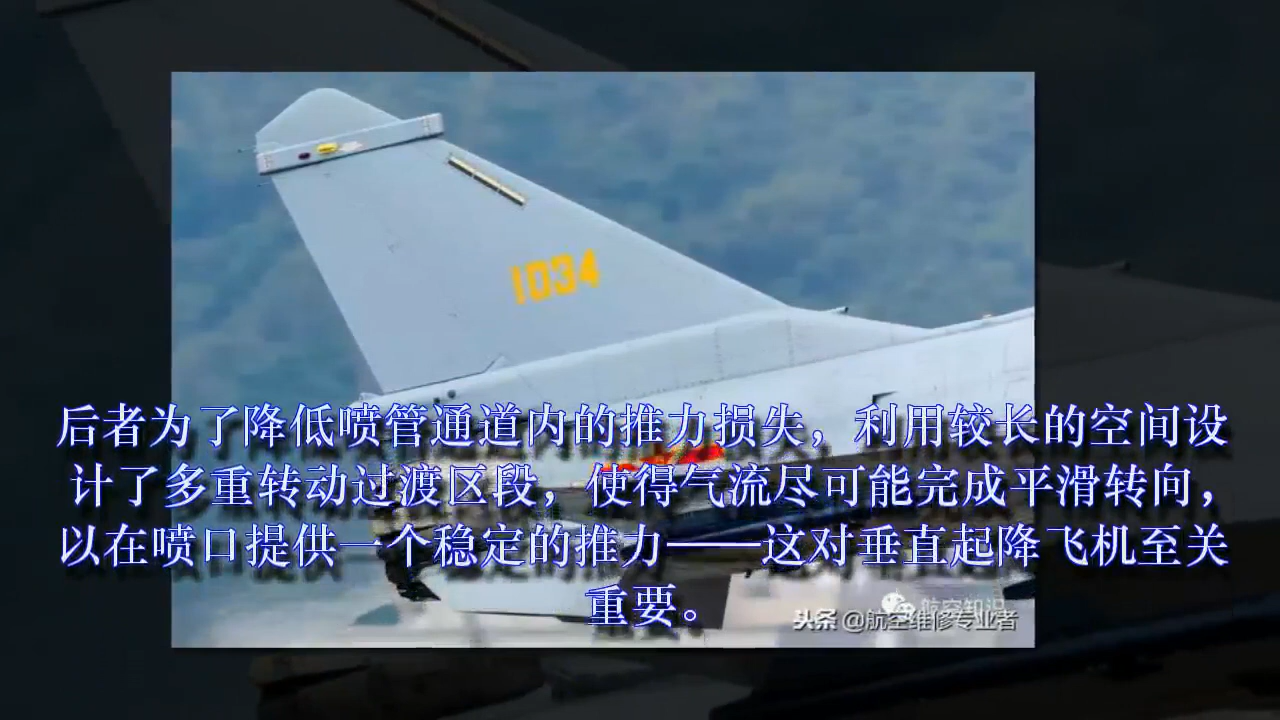 1034
后者为了降低喷管通道内的推力损失，利用较长的空间设
计了多重转动过渡区段，使得气流尽可能完成平滑转向，
以在喷口提供一个稳定的推力——这对垂直起降飞机至关
重要。
航空知识
头条 @航空维修专业者